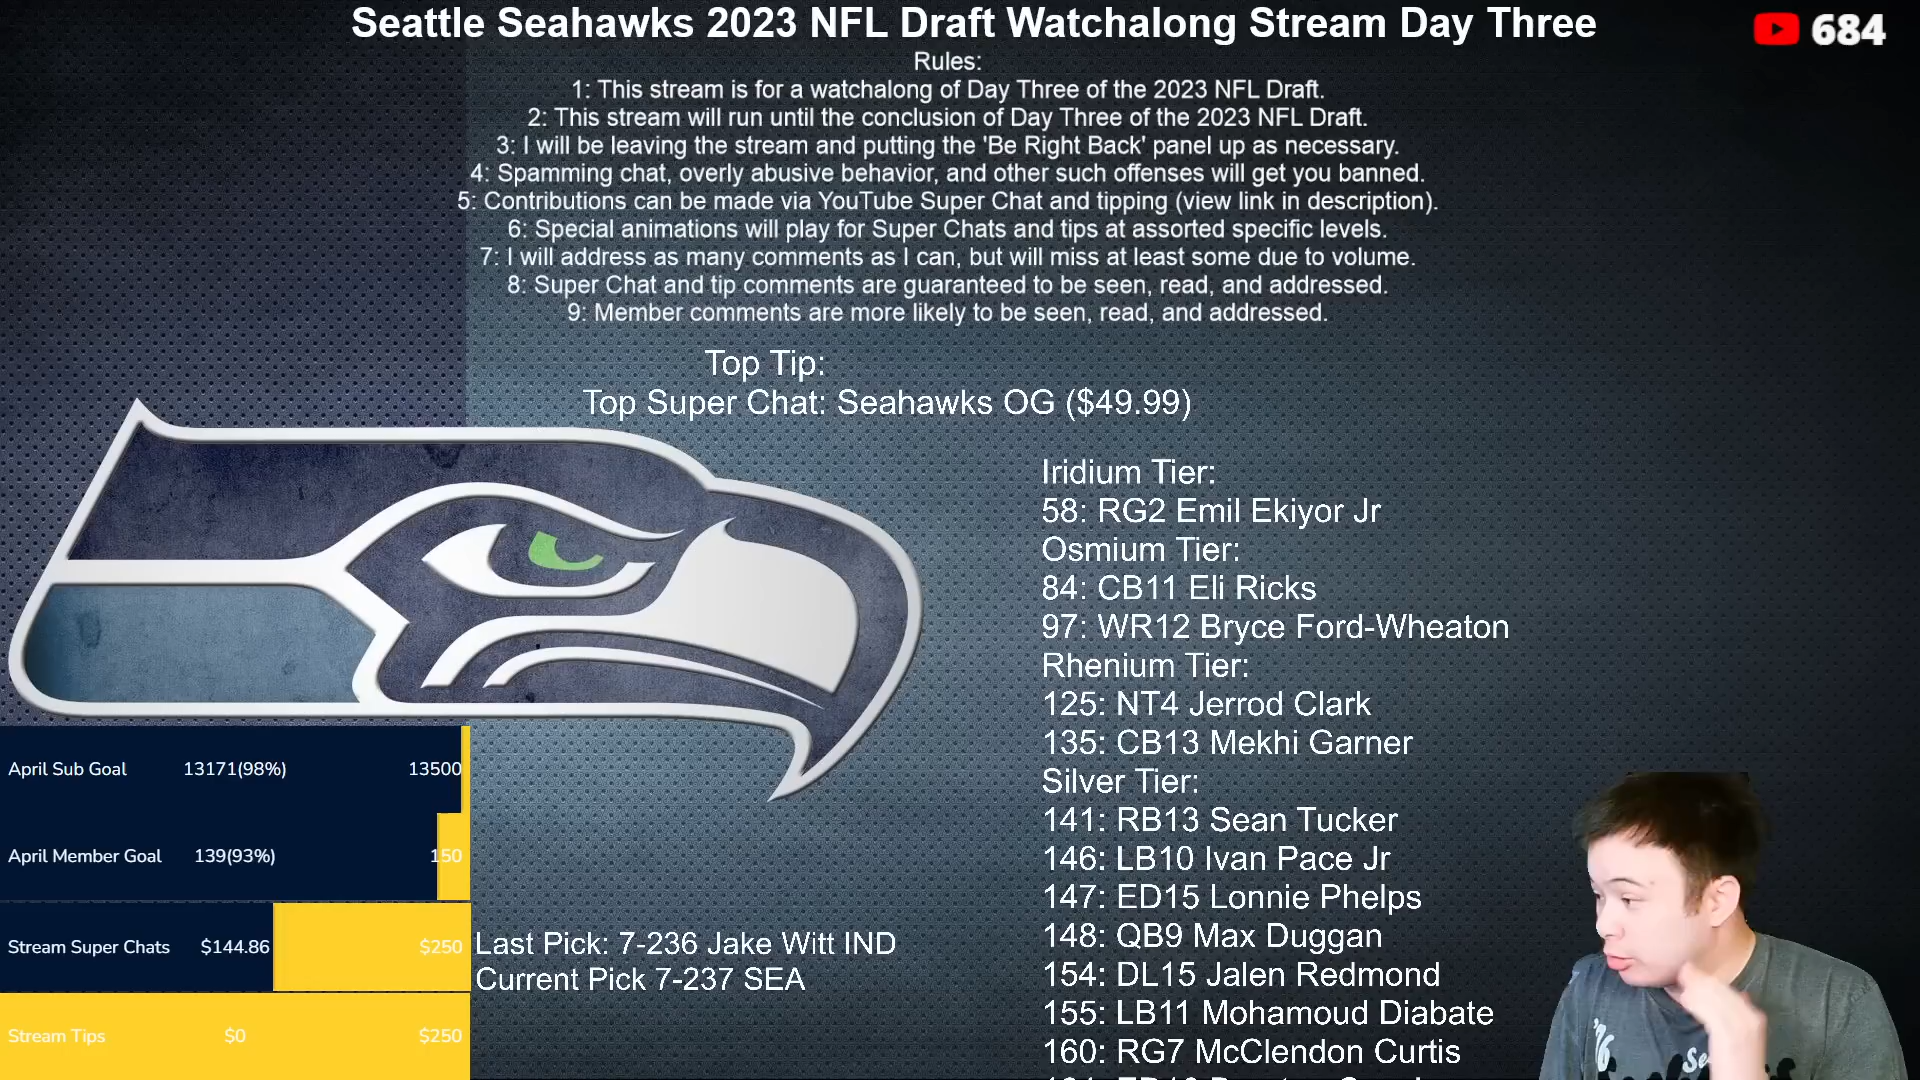 Seattle Seahawks 2023 NFL Draft Watchalong Stream Day Three
684
Rules:
1: This stream is for a watchalong of Day Three of the 2023 NFL Draft.
2: This stream will run until the conclusion of Day Three of the 2023 NFL Draft.
3: I will be leaving the stream and putting the 'Be Right Back' panel up as necessary.
4: Spamming chat, overly abusive behavior, and other such offenses will get you banned.
5: Contributions can be made via YouTube Super Chat and tipping (view link in description).
6: Special animations will play for Super Chats and tips at assorted specific levels.
7: I will address as many comments as I can, but will miss at least some due to volume.
8: Super Chat and tip comments are guaranteed to be seen, read, and addressed.
9: Member comments are more likely to be seen, read, and addressed.
Top Tip:
Top Super Chat: Seahawks OG ($49.99)
Iridium Tier:
58: RG2 Emil Ekiyor Jr
Osmium Tier:
84: CB11 Eli Ricks
97: WR12 Bryce Ford-Wheaton
Rhenium Tier:
125: NT4 Jerrod Clark
135: CB13 Mekhi Garner
Silver Tier:
141: RB13 Sean Tucker
146: LB10 Ivan Pace Jr
147: ED15 Lonnie Phelps
148: QB9 Max Duggan
154: DL15 Jalen Redmond
155: LB11 Mohamoud Diabate
160: RG7 McClendon Curtis
April Sub Goal 13171(98%) 13500
April Member Goal 139(93%) 150
Stream Super Chats $144.86 $250
Stream Tips $0 $250
Last Pick: 7-236 Jake Witt IND
Current Pick 7-237 SEA
'76